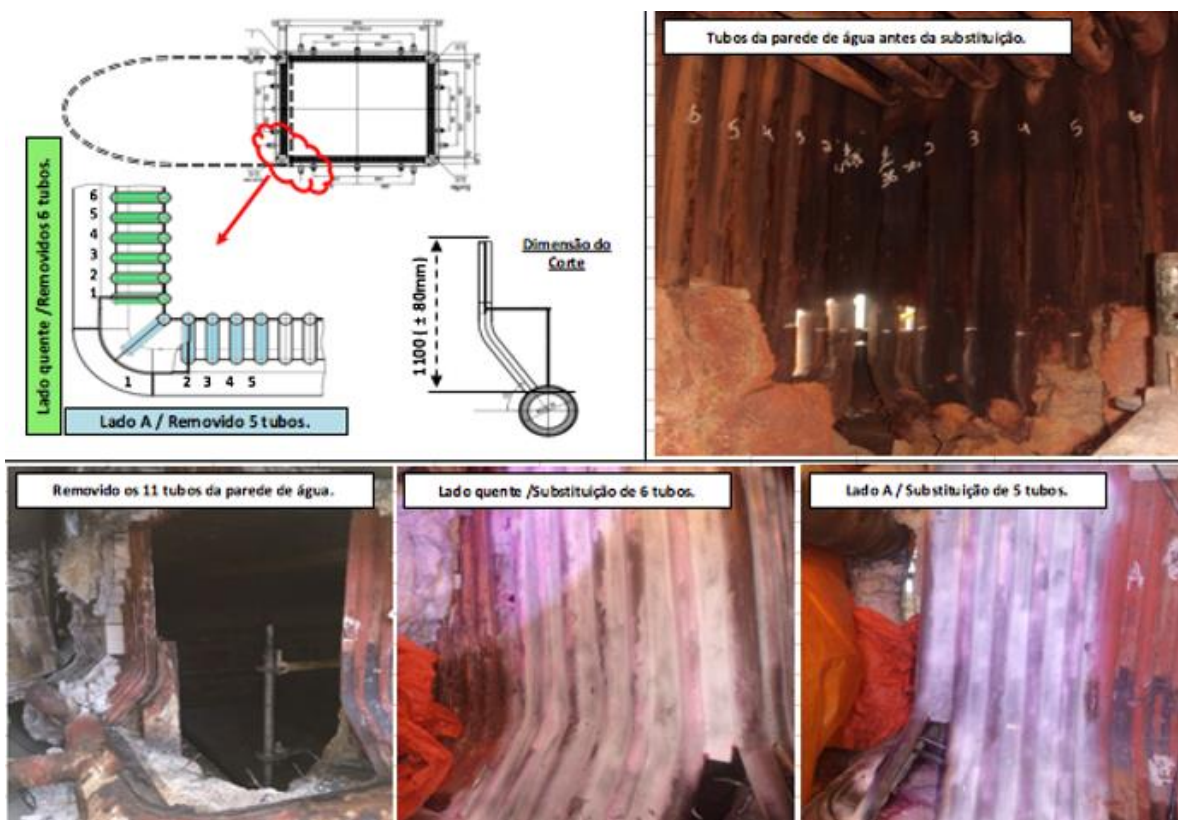 Tubos da parede de água antes da substituição.
6
5
4
3
2
1
1 2 3 4 5
Lado quente /Removidos 6 tubos.
Lado A / Removido 5 tubos.
1100 ( ± 80mm)
Dimensão do
Corte
6 5 4 3 2
2 3 4 5 6
Removido os 11 tubos da parede de água.
Lado quente /Substituição de 6 tubos.
Lado A / Substituição de 5 tubos.
A